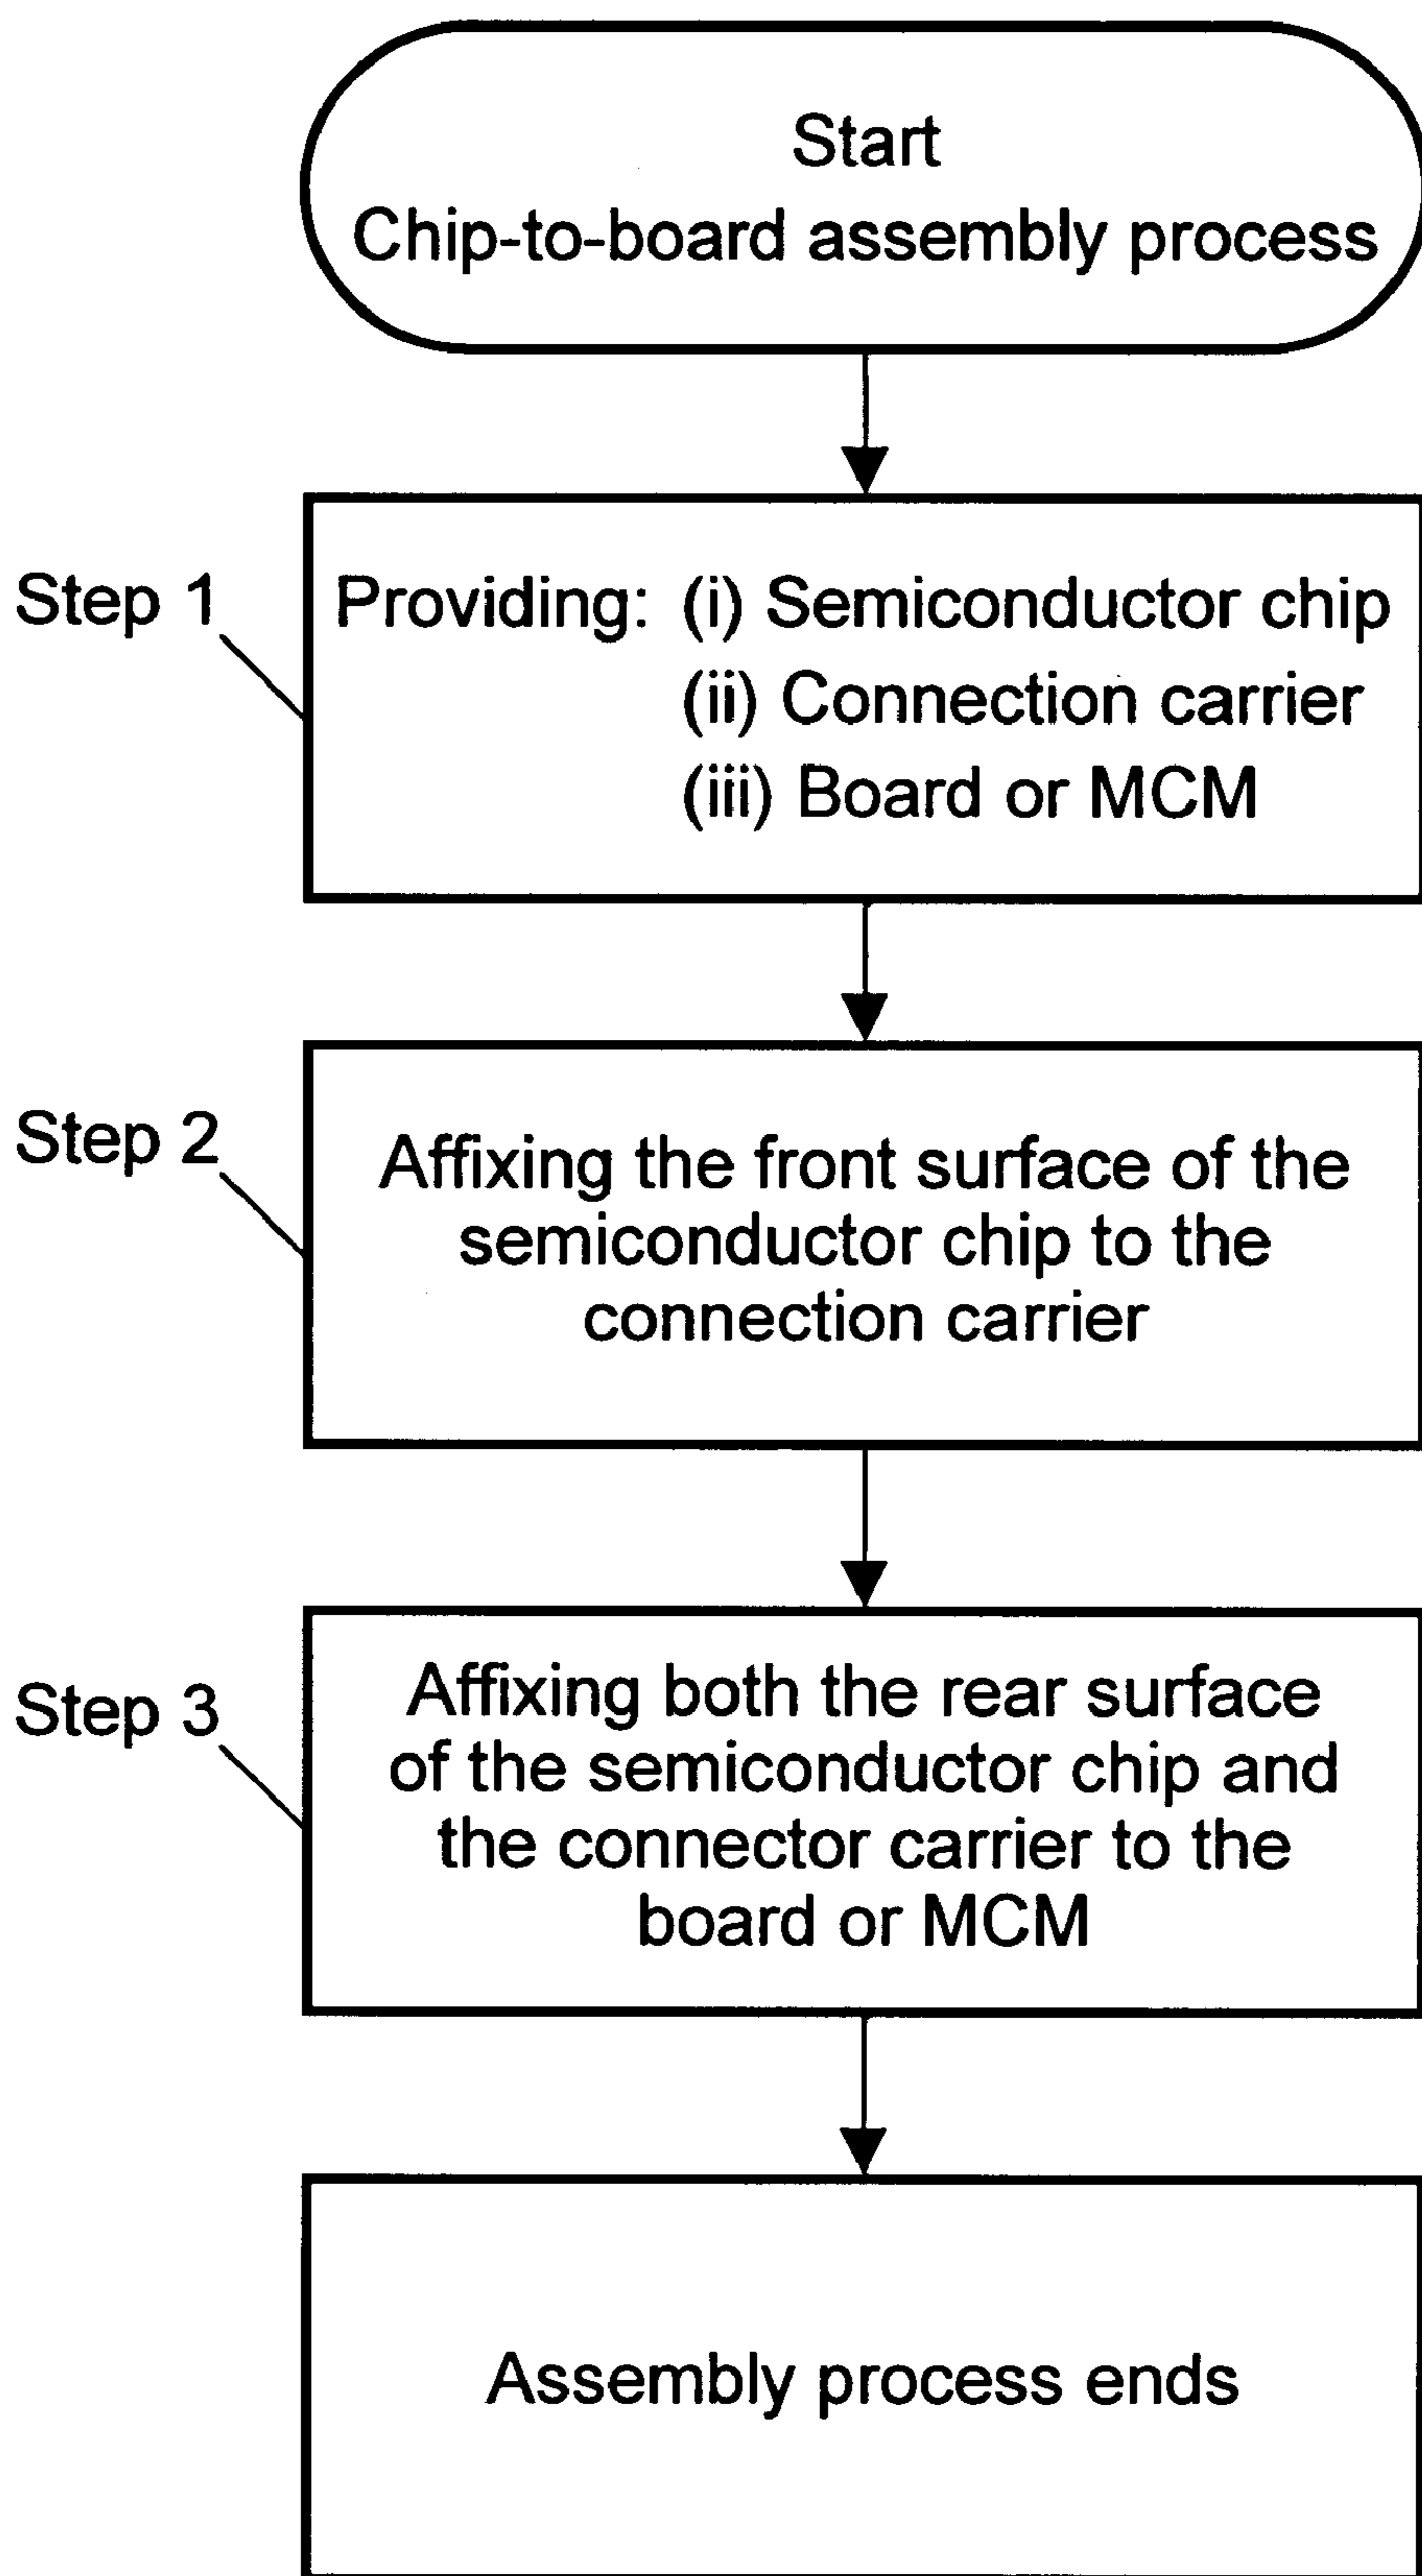 Start
Chip-to-board assembly process
Step 1
Providing: (i) Semiconductor chip
(ii) Connection carrier
(iii) Board or MCM
Step 2
Affixing the front surface of the
semiconductor chip to the
connection carrier
Step 3
Affixing both the rear surface
of the semiconductor chip and
the connector carrier to the
board or MCM
Assembly process ends